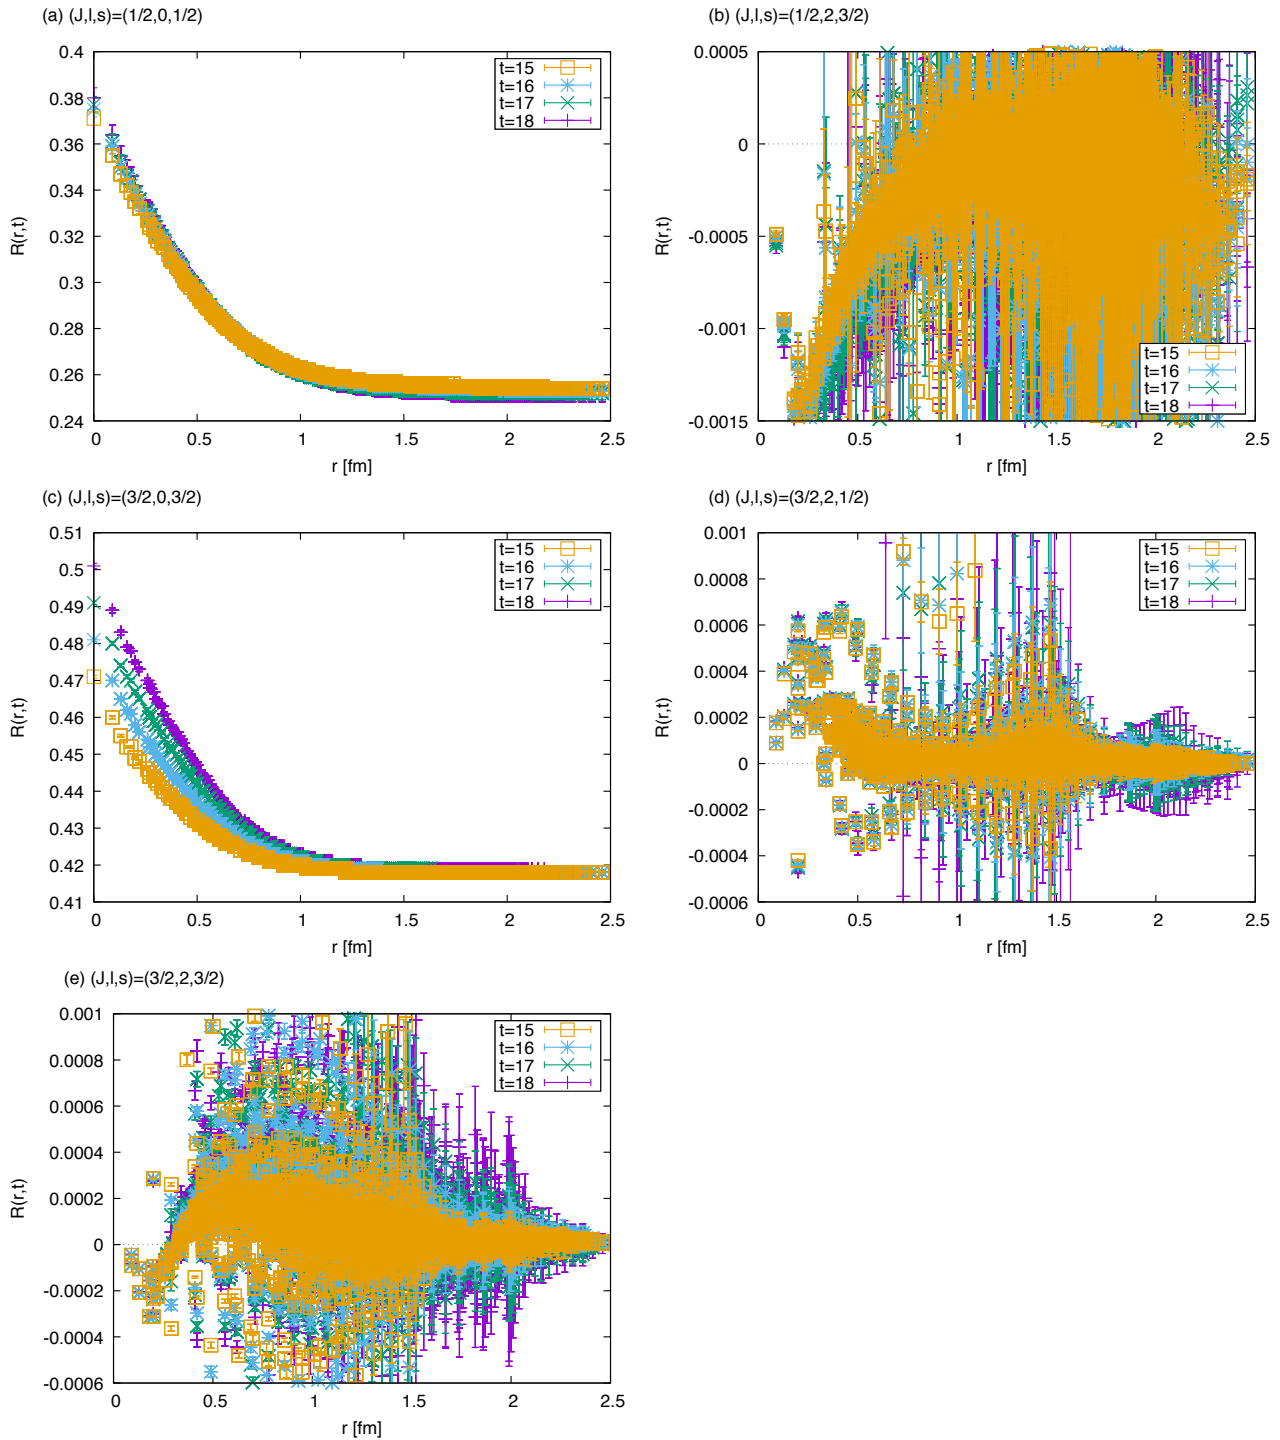 (a) (J,l,s)=(1/2,0,1/2)
0.4
0.38
0.36
0.34
0.32
0.3
0.28
0.26
0.24
R(r,t)
0
0.5
1
1.5
2
2.5
r [fm]
t=15
t=16
t=17
t=18
(b) (J,l,s)=(1/2,2,3/2)
0.0005
0
-0.0005
-0.001
-0.0015
R(r,t)
0
0.5
1
1.5
2
2.5
r [fm]
t=15
t=16
t=17
t=18
(c) (J,l,s)=(3/2,0,3/2)
0.51
0.5
0.49
0.48
0.47
0.46
0.45
0.44
0.43
0.42
0.41
R(r,t)
0
0.5
1
1.5
2
2.5
r [fm]
t=15
t=16
t=17
t=18
(d) (J,l,s)=(3/2,2,1/2)
0.001
0.0008
0.0006
0.0004
0.0002
0
-0.0002
-0.0004
-0.0006
R(r,t)
0
0.5
1
1.5
2
2.5
r [fm]
t=15
t=16
t=17
t=18
(e) (J,l,s)=(3/2,2,3/2)
0.001
0.0008
0.0006
0.0004
0.0002
0
-0.0002
-0.0004
-0.0006
R(r,t)
0
0.5
1
1.5
2
2.5
r [fm]
t=15
t=16
t=17
t=18